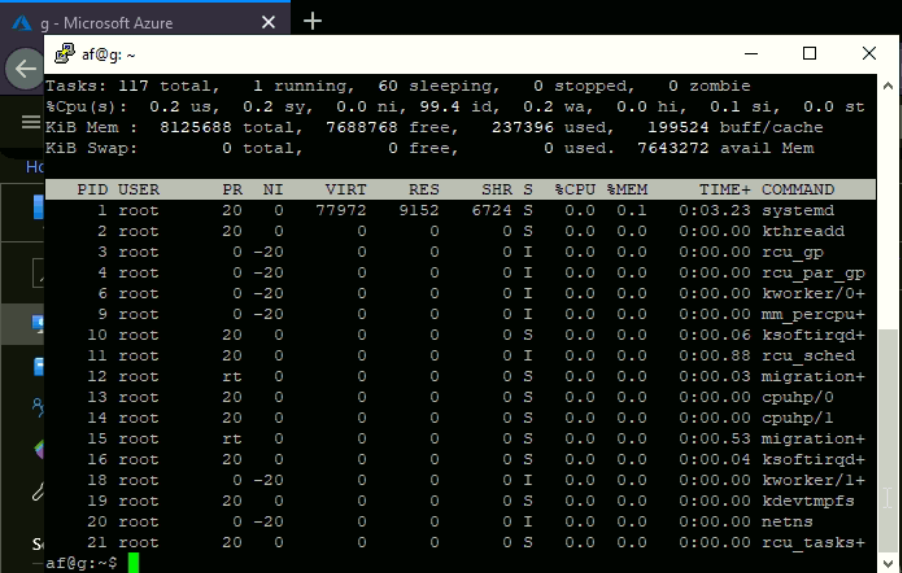 g - Microsoft Azure
af@g: ~
Tasks: 117 total,   1 running,  60 sleeping,   0 stopped,   0 zombie
%Cpu(s):  0.2 us,  0.2 sy,  0.0 ni, 99.4 id,  0.2 wa,  0.0 hi,  0.1 si,  0.0 st
KiB Mem :  8125688 total,  7688768 free,   237396 used,   199524 buff/cache
KiB Swap:        0 total,        0 free,        0 used.  7643272 avail Mem
PID USER      PR  NI    VIRT    RES    SHR S  %CPU %MEM     TIME+ COMMAND
1 root      20   0   77972   9152   6724 S   0.0  0.1   0:03.23 systemd
2 root      20   0       0      0      0 S   0.0  0.0   0:00.00 kthreadd
3 root       0 -20       0      0      0 I   0.0  0.0   0:00.00 rcu_gp
4 root       0 -20       0      0      0 I   0.0  0.0   0:00.00 rcu_par_gp
6 root       0 -20       0      0      0 I   0.0  0.0   0:00.00 kworker/0+
9 root       0 -20       0      0      0 I   0.0  0.0   0:00.00 mm_percpu+
10 root      20   0       0      0      0 S   0.0  0.0   0:00.06 ksoftirqd+
11 root      20   0       0      0      0 I   0.0  0.0   0:00.88 rcu_sched
12 root      rt   0       0      0      0 S   0.0  0.0   0:00.03 migration+
13 root      20   0       0      0      0 S   0.0  0.0   0:00.00 cpuhp/0
14 root      20   0       0      0      0 S   0.0  0.0   0:00.00 cpuhp/1
15 root      rt   0       0      0      0 S   0.0  0.0   0:00.53 migration+
16 root      20   0       0      0      0 S   0.0  0.0   0:00.04 ksoftirqd+
18 root       0 -20       0      0      0 I   0.0  0.0   0:00.00 kworker/1+
19 root      20   0       0      0      0 S   0.0  0.0   0:00.00 kdevtmpfs
20 root       0 -20       0      0      0 I   0.0  0.0   0:00.00 netns
21 root      20   0       0      0      0 S   0.0  0.0   0:00.00 rcu_tasks+
af@g:~$